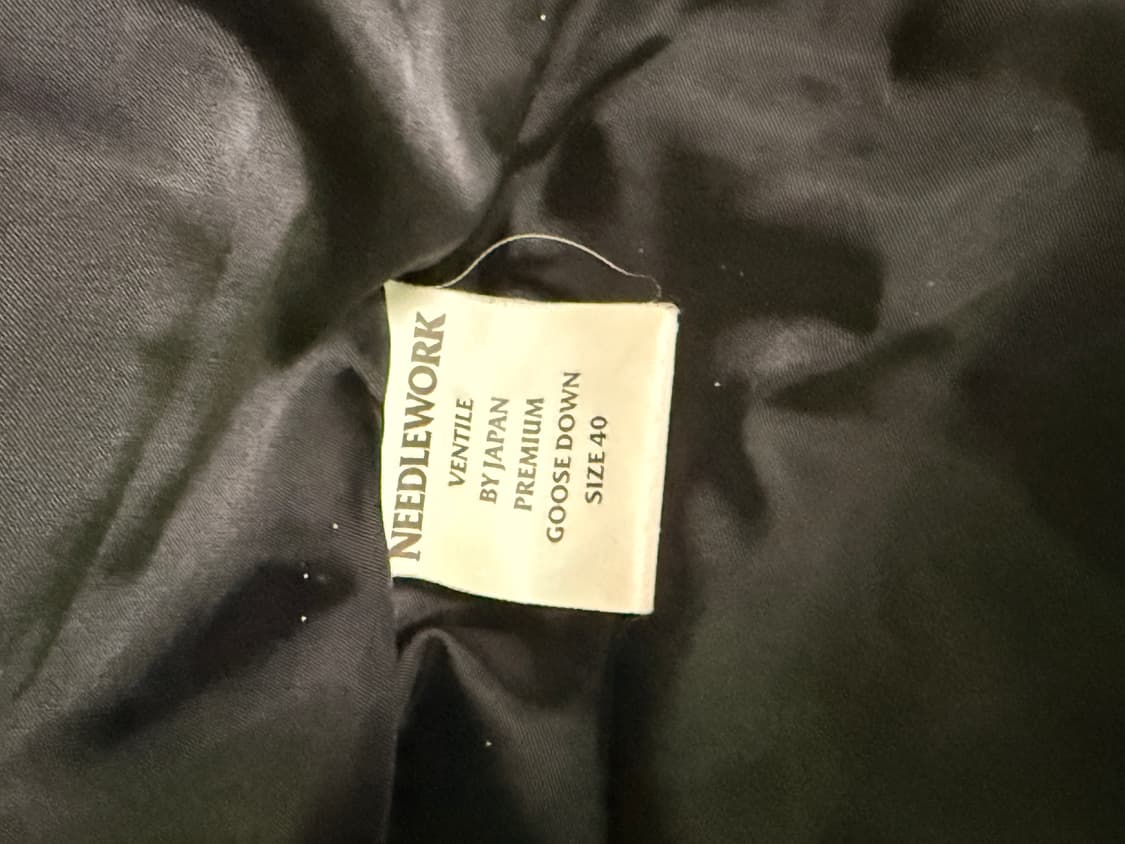 NEEDLEWORK
VENTILE
BY JAPAN
PREMIUM
GOOSE DOWN
SIZE 40